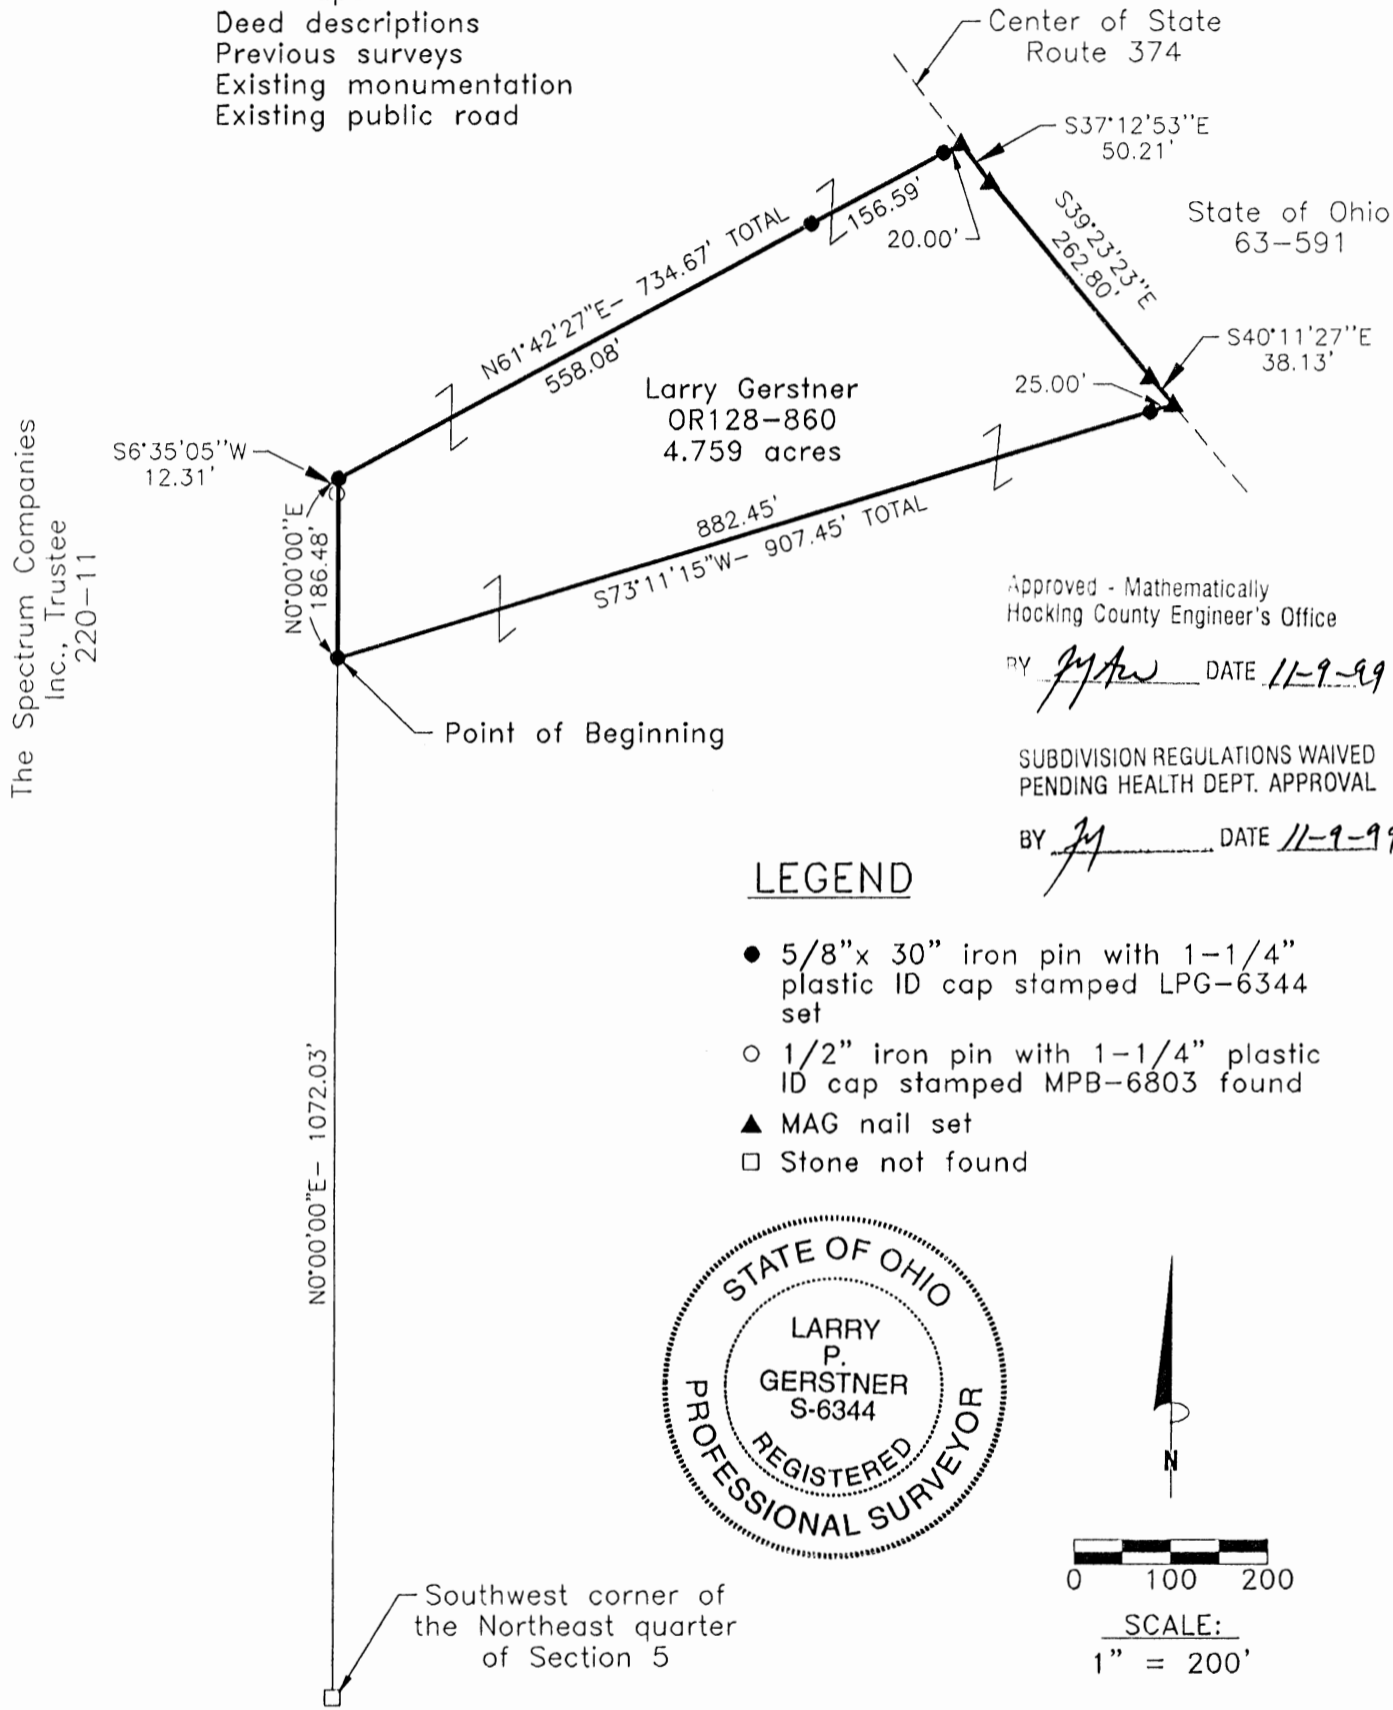 Deed descriptions
Previous surveys
Existing monumentation
Existing public road
Center of State
Route 374
S37°12'53"E
50.21'
S39°23'23"E
262.80'
State of Ohio
63-591
156.59'
20.00'
N61°42'27"E- 734.67' TOTAL
558.08'
S40°11'27"E
38.13'
25.00'
Larry Gerstner
OR128-860
4.759 acres
S6°35'05"W
12.31'
N0°00'00"E
186.48'
882.45'
S73°11'15"W- 907.45' TOTAL
The Spectrum Companies
Inc., Trustee
220-11
Point of Beginning
Approved - Mathematically
Hocking County Engineer's Office
BY DATE 11-9-99
SUBDIVISION REGULATIONS WAIVED
PENDING HEALTH DEPT. APPROVAL
BY DATE 11-9-99
LEGEND
5/8"x 30" iron pin with 1-1/4"
plastic ID cap stamped LPG-6344
set
1/2" iron pin with 1-1/4" plastic
ID cap stamped MPB-6803 found
MAG nail set
Stone not found
N0°00'00"E- 1072.03'
STATE OF OHIO
LARRY
P.
GERSTNER
S-6344
REGISTERED
PROFESSIONAL SURVEYOR
N
0 100 200
SCALE:
1" = 200'
Southwest corner of
the Northeast quarter
of Section 5